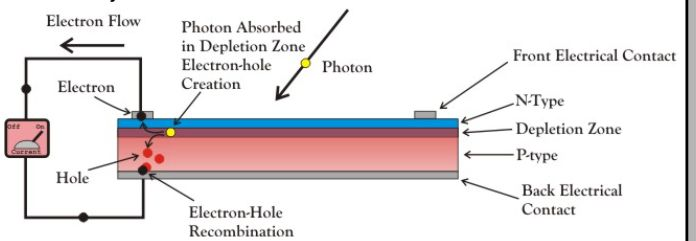 Electron Flow
Photon Absorbed
in Depletion Zone
Electron-hole
Creation
Photon
Front Electrical Contact
Electron
N-Type
Depletion Zone
P-type
Off On
Current
Hole
Back Electrical
Contact
Electron-Hole
Recombination